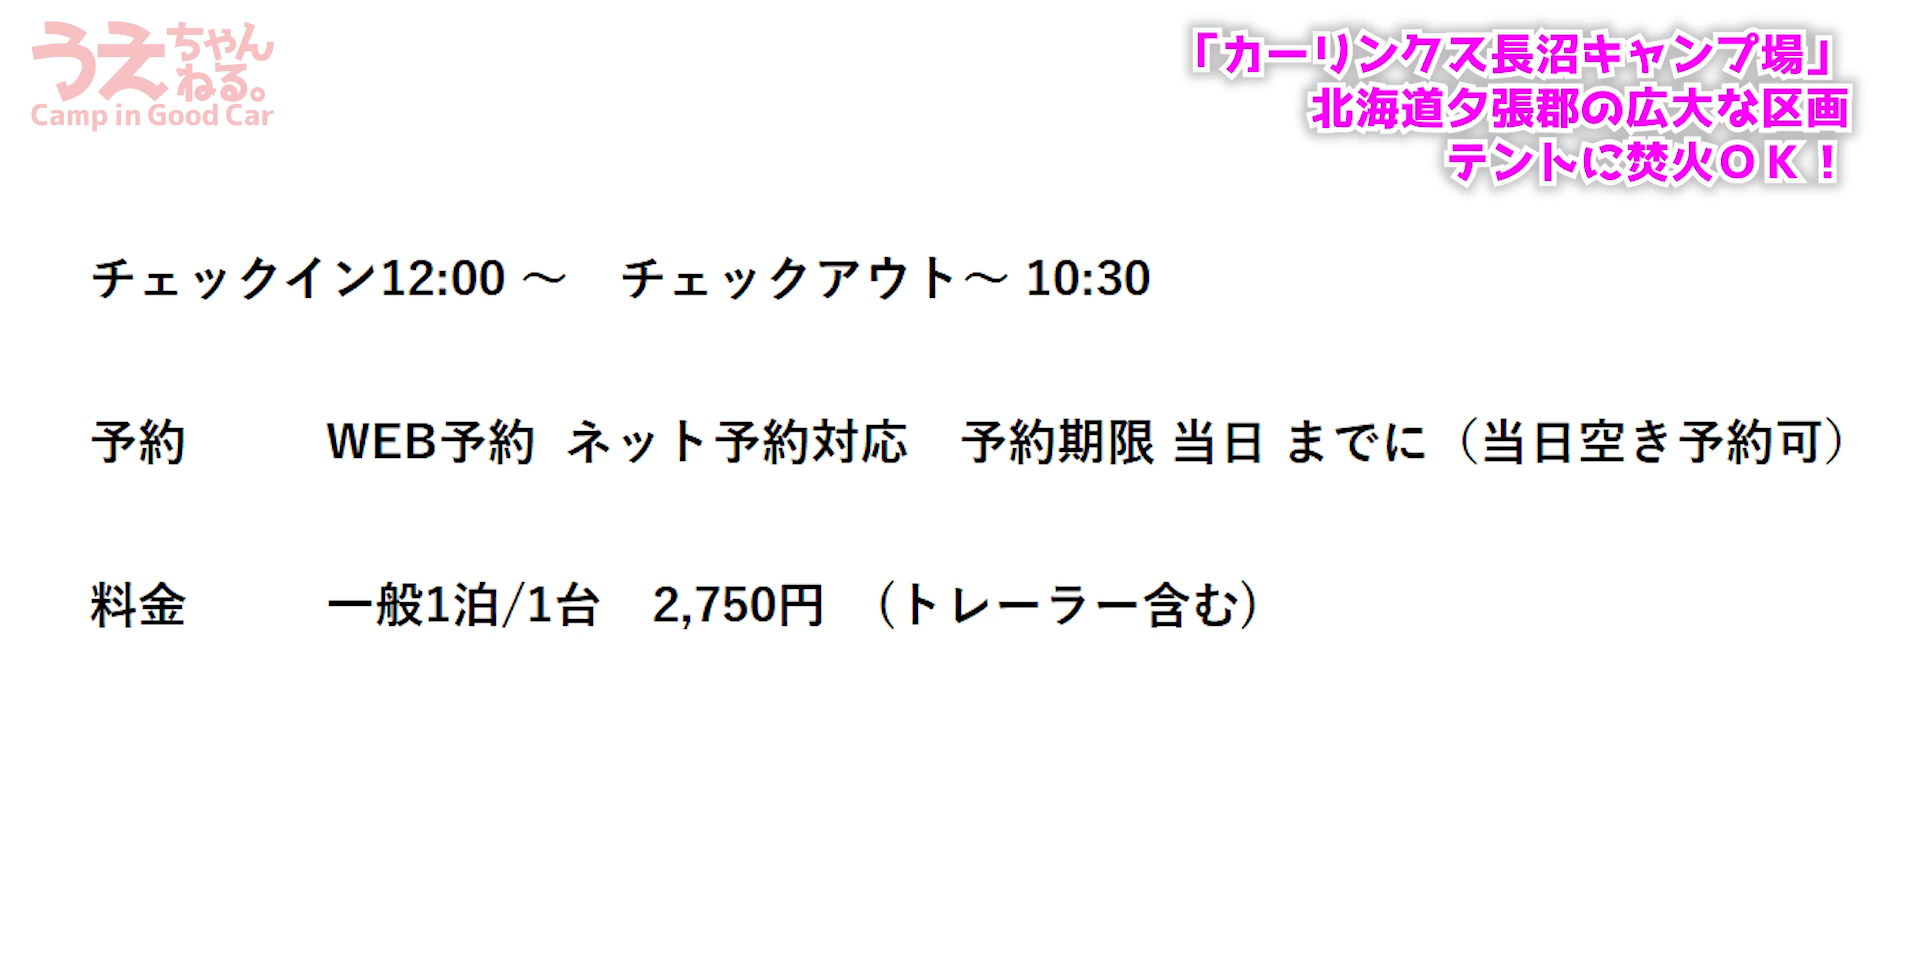 うえちゃんねる。
Camp in Good Car
「カーリンクス長沼キャンプ場」
北海道夕張郡の広大な区画
テントに焚火OK！
チェックイン12:00 ～　チェックアウト～ 10:30
予約　WEB予約 ネット予約対応　予約期限 当日 までに（当日空き予約可）
料金　一般1泊/1台　2,750円　（トレーラー含む）